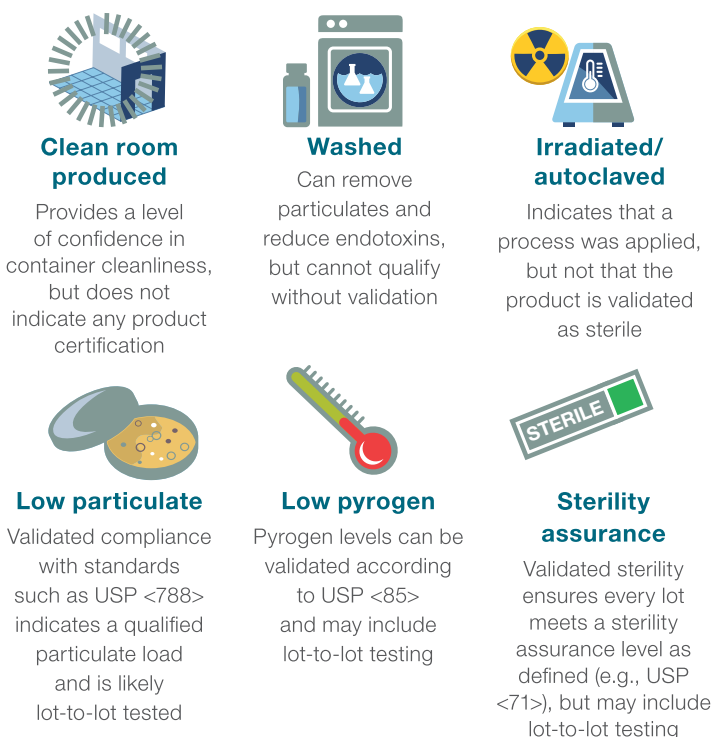 Clean room
produced
Provides a level
of confidence in
container cleanliness,
but does not
indicate any product
certification
Washed
Can remove
particulates and
reduce endotoxins,
but cannot qualify
without validation
Irradiated/
autoclaved
Indicates that a
process was applied,
but not that the
product is validated
as sterile
Low particulate
Validated compliance
with standards
such as USP <788>
indicates a qualified
particulate load
and is likely
lot-to-lot tested
Low pyrogen
Pyrogen levels can be
validated according
to USP <85>
and may include
lot-to-lot testing
STERILE
Sterility
assurance
Validated sterility
ensures every lot
meets a sterility
assurance level as
defined (e.g., USP
<71>), but may include
lot-to-lot testing